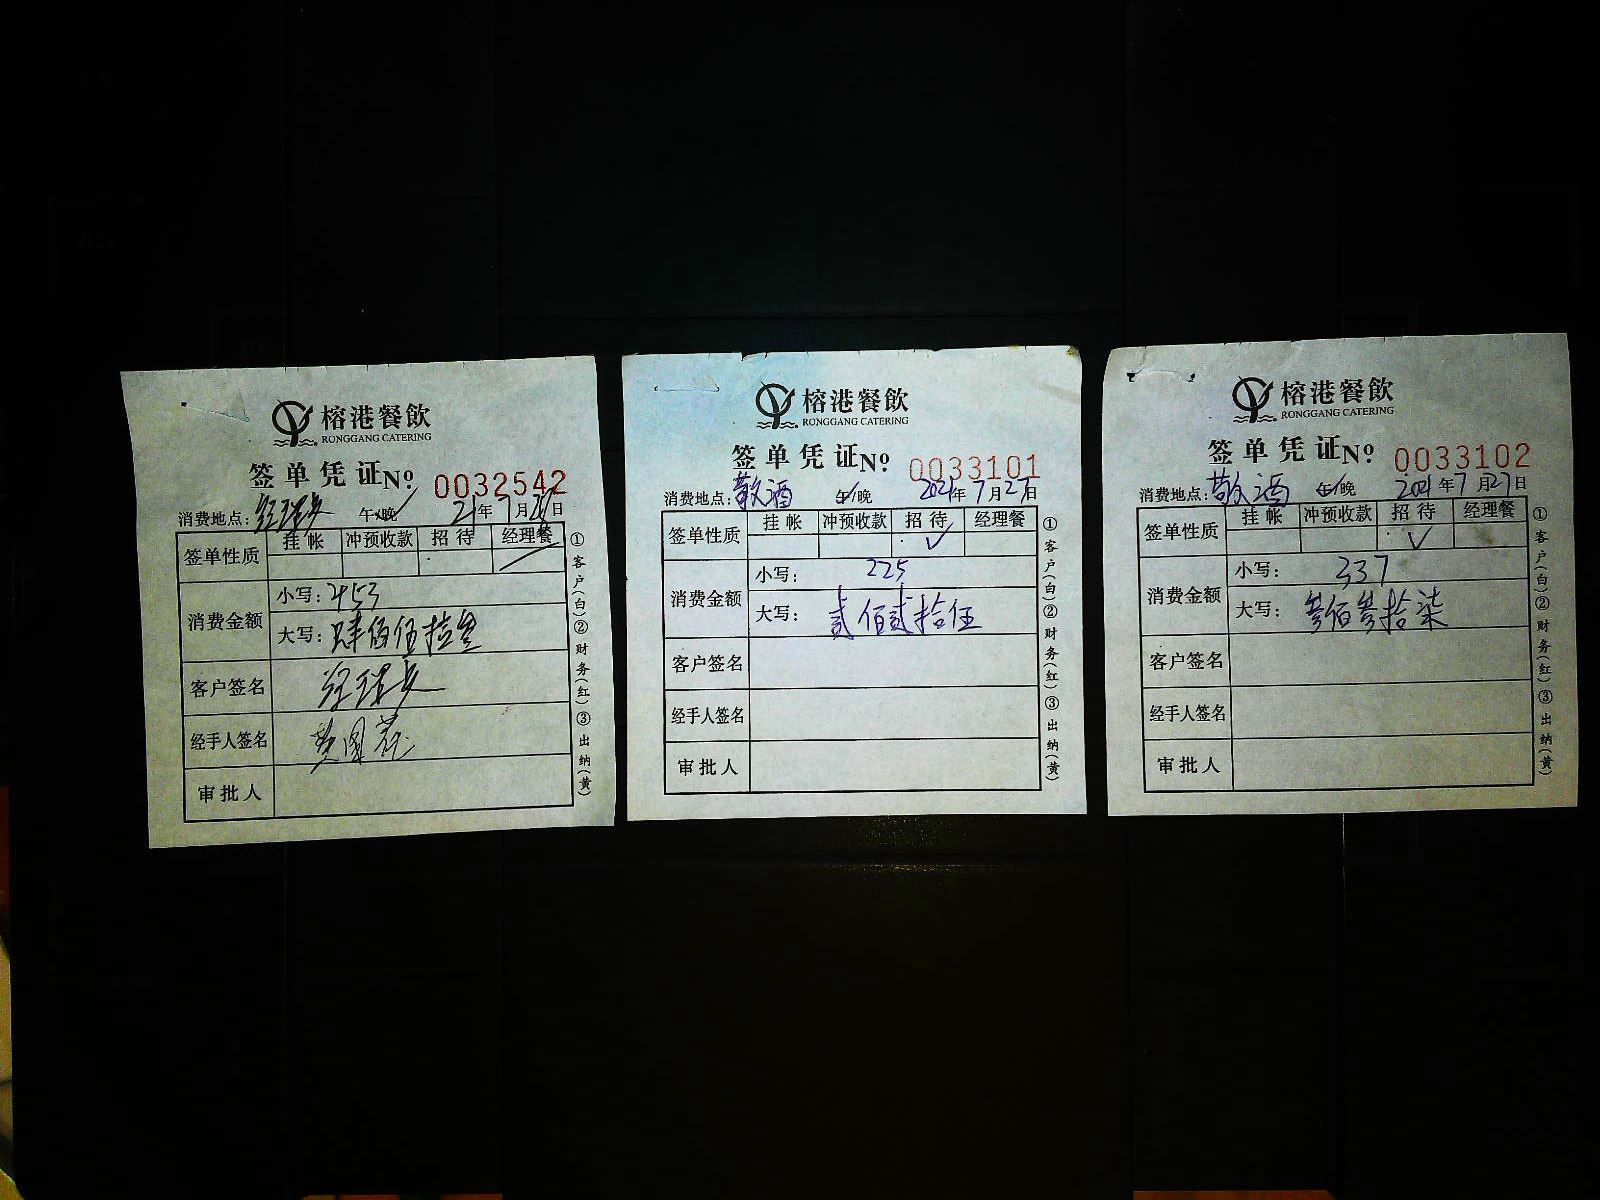 榕港餐飲
RONGGANG CATERING
签单凭证 No 0032542
消费地点: 经理 午/晚 21年7月27日
签单性质 挂帐 冲预收款 招待 经理餐
消费金额 小写: 453
大写: 肆佰伍拾叁
客户签名 经理
经手人签名
审批人
①客户(白)②财务(红)③出纳(黄)
榕港餐飲
RONGGANG CATERING
签单凭证 No 0033101
消费地点: 敬酒 午/晚 2021年7月27日
签单性质 挂帐 冲预收款 招待 经理餐
✓
消费金额 小写: 225
大写: 贰佰贰拾伍
客户签名
经手人签名
审批人
①客户(白)②财务(红)③出纳(黄)
榕港餐飲
RONGGANG CATERING
签单凭证 No 0033102
消费地点: 敬酒 午/晚 2021年7月27日
签单性质 挂帐 冲预收款 招待 经理餐
✓
消费金额 小写: 337
大写: 叁佰叁拾柒
客户签名
经手人签名
审批人
①客户(白)②财务(红)③出纳(黄)